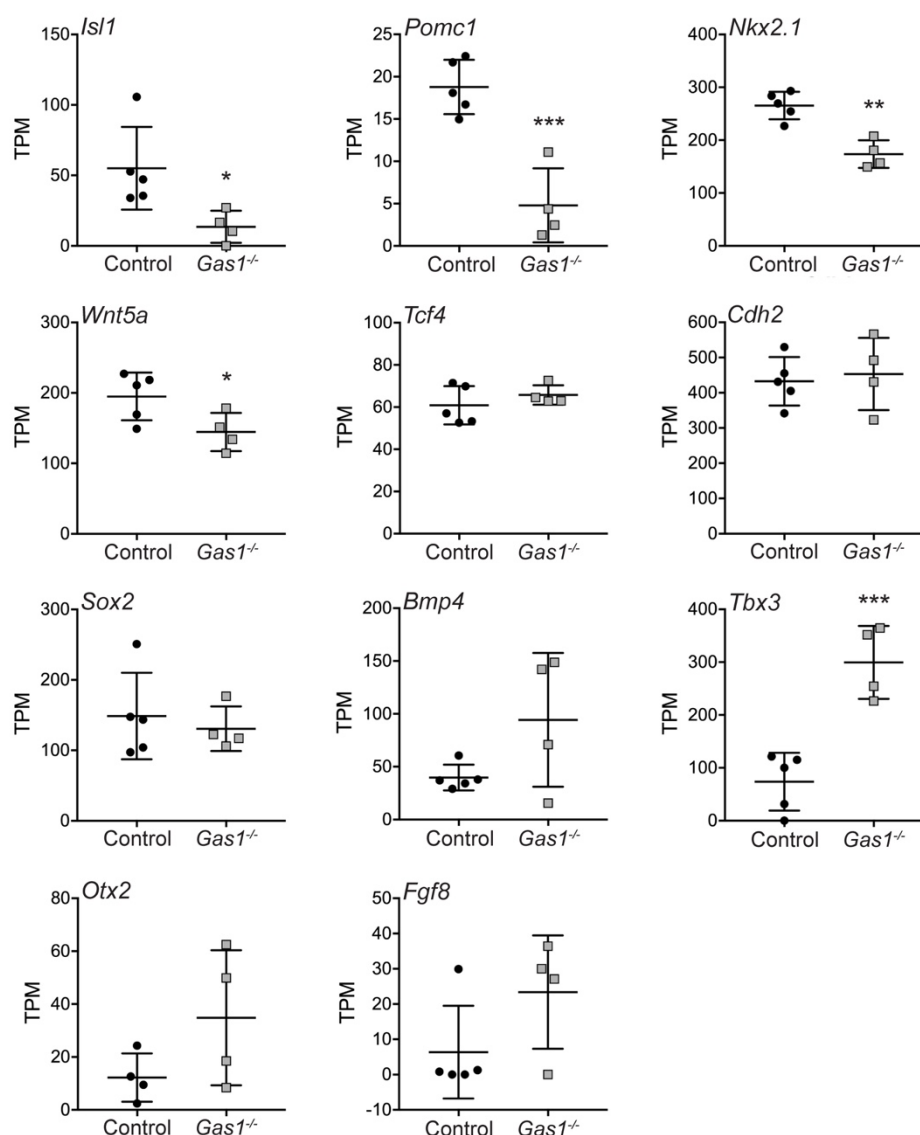 Isl1
TPM
150
100
50
0
*
Control
Gas1-/-
Pomc1
TPM
25
20
15
10
5
0
***
Control
Gas1-/-
Nkx2.1
TPM
400
300
200
100
0
**
Control
Gas1-/-
Wnt5a
TPM
300
200
100
0
*
Control
Gas1-/-
Tcf4
TPM
100
80
60
40
20
0
Control
Gas1-/-
Cdh2
TPM
600
500
400
300
200
100
0
Control
Gas1-/-
Sox2
TPM
300
200
100
0
Control
Gas1-/-
Bmp4
TPM
200
150
100
50
0
Control
Gas1-/-
Tbx3
TPM
400
300
200
100
0
***
Control
Gas1-/-
Otx2
TPM
80
60
40
20
0
Control
Gas1-/-
Fgf8
TPM
50
40
30
20
10
0
-10
Control
Gas1-/-